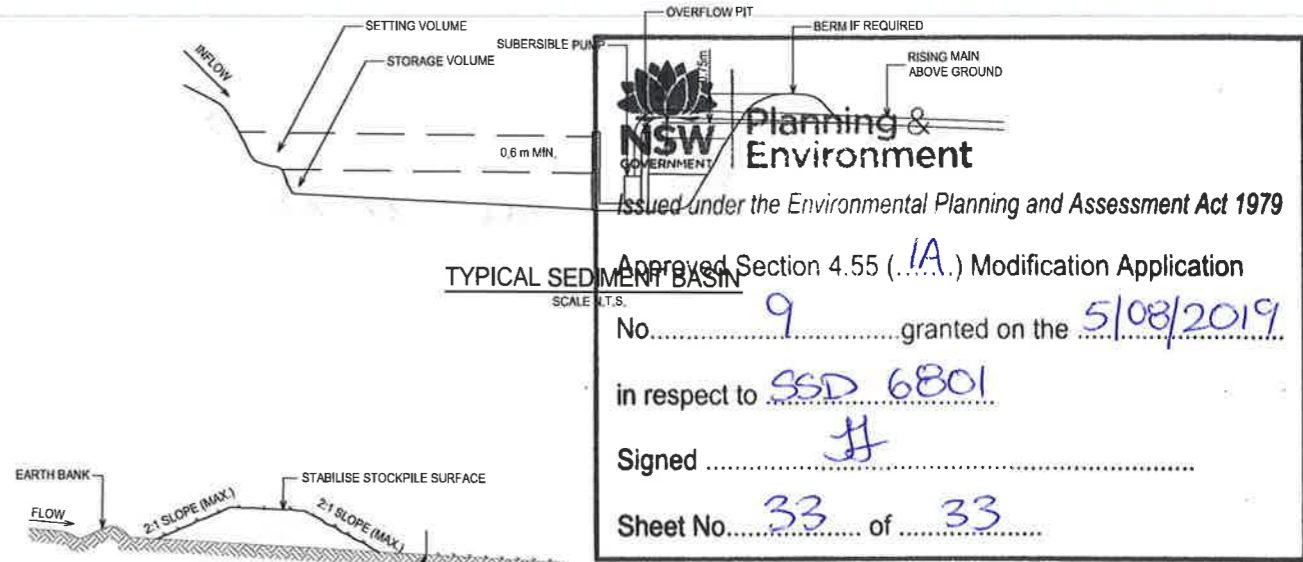 OVERFLOW PIT
SETTING VOLUME
BERM IF REQUIRED
SUBERSIBLE PUMP
INFLOW
STORAGE VOLUME
RISING MAIN
ABOVE GROUND
0.75m
0.6 m MIN.
NSW
GOVERNMENT
Planning &
Environment
Issued under the Environmental Planning and Assessment Act 1979
TYPICAL SEDIMENT BASIN
SCALE N.T.S.
Approved Section 4.55 (..1A..) Modification Application
No. 9 granted on the 5/08/2019
in respect to SSD 6801
Signed
Sheet No. 33 of 33
EARTH BANK
STABILISE STOCKPILE SURFACE
FLOW
2:1 SLOPE (MAX.)
2:1 SLOPE (MAX.)